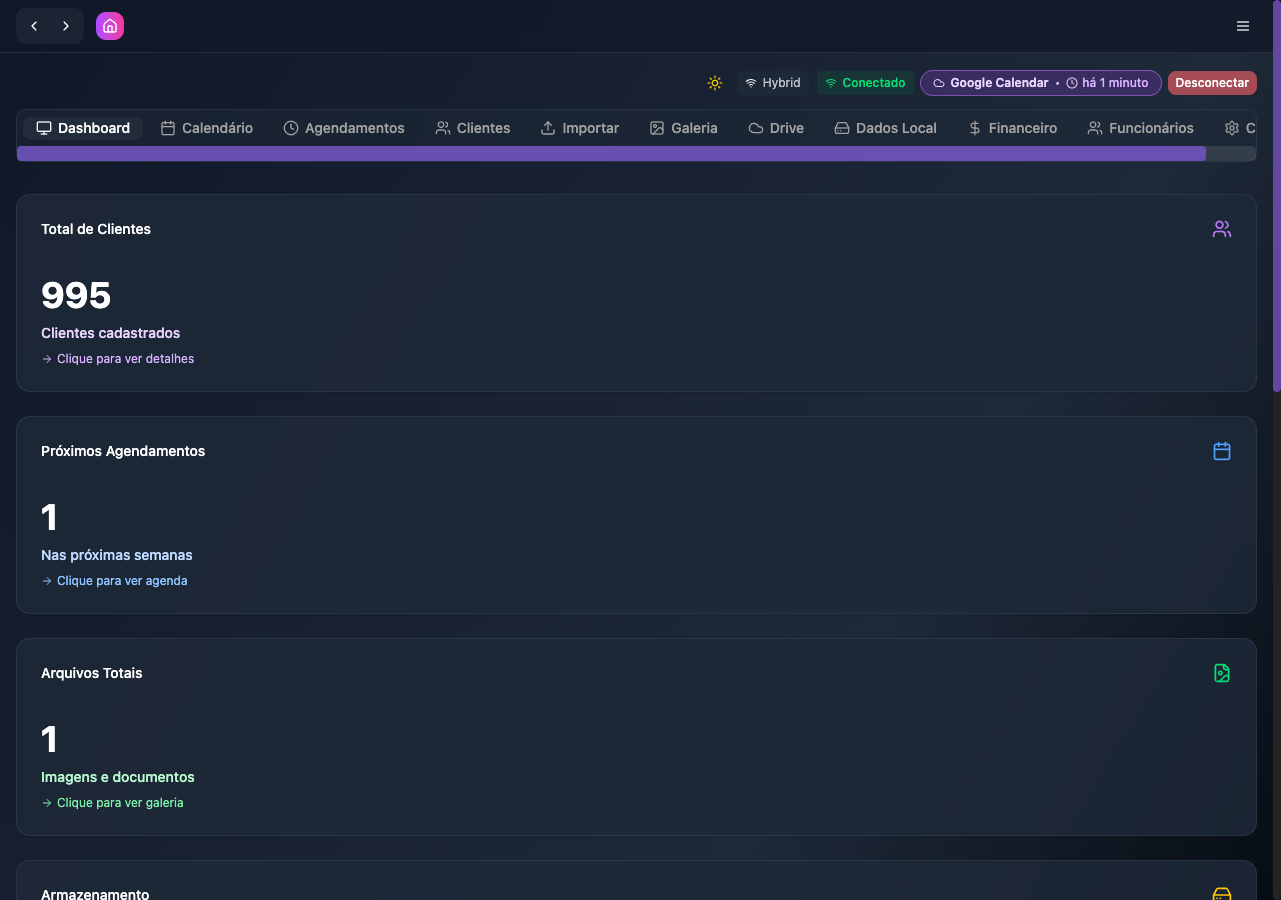 Hybrid
Conectado
Google Calendar • há 1 minuto
Desconectar
Dashboard
Calendário
Agendamentos
Clientes
Importar
Galeria
Drive
Dados Local
Financeiro
Funcionários
C
Total de Clientes
995
Clientes cadastrados
→ Clique para ver detalhes
Próximos Agendamentos
1
Nas próximas semanas
→ Clique para ver agenda
Arquivos Totais
1
Imagens e documentos
→ Clique para ver galeria
Armazenamento